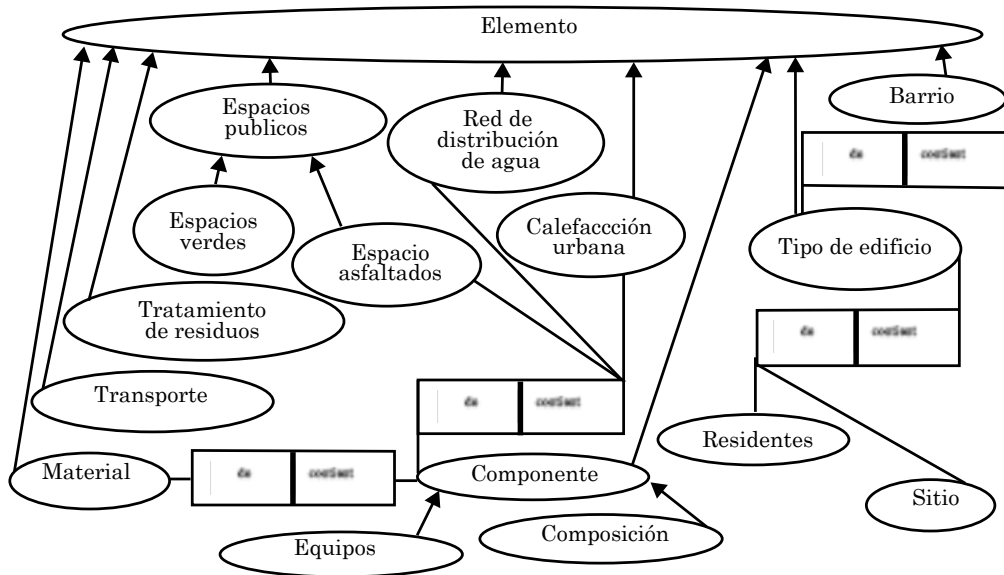 Elemento
Espacios
publicos
Red de
distribución
de agua
Barrio
Espacios
verdes
Espacio
asfaltados
Calefaccción
urbana
Tipo de edificio
Tratamiento
de residuos
Transporte
Residentes
Material
Componente
Sitio
Equipos
Composición